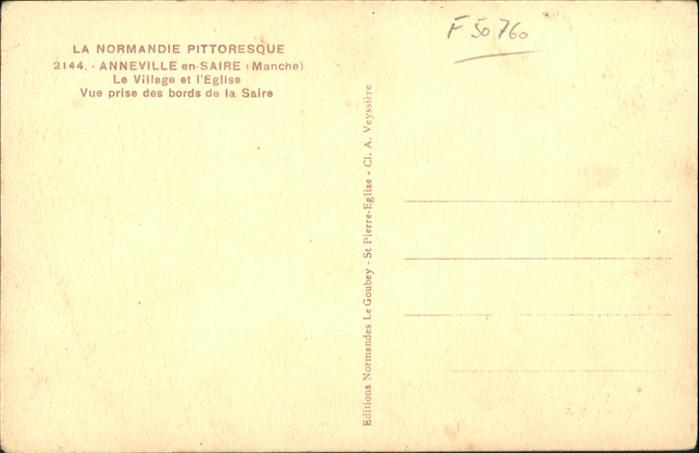 LA NORMANDIE PITTORESQUE
2144. - ANNEVILLE en-SAIRE (Manche)
Le Village et l'Eglise
Vue prise des bords de la Saire
Editions Normandes Le Goubey - St Pierre-Eglise - Cl. A. Veyssière
F 50760